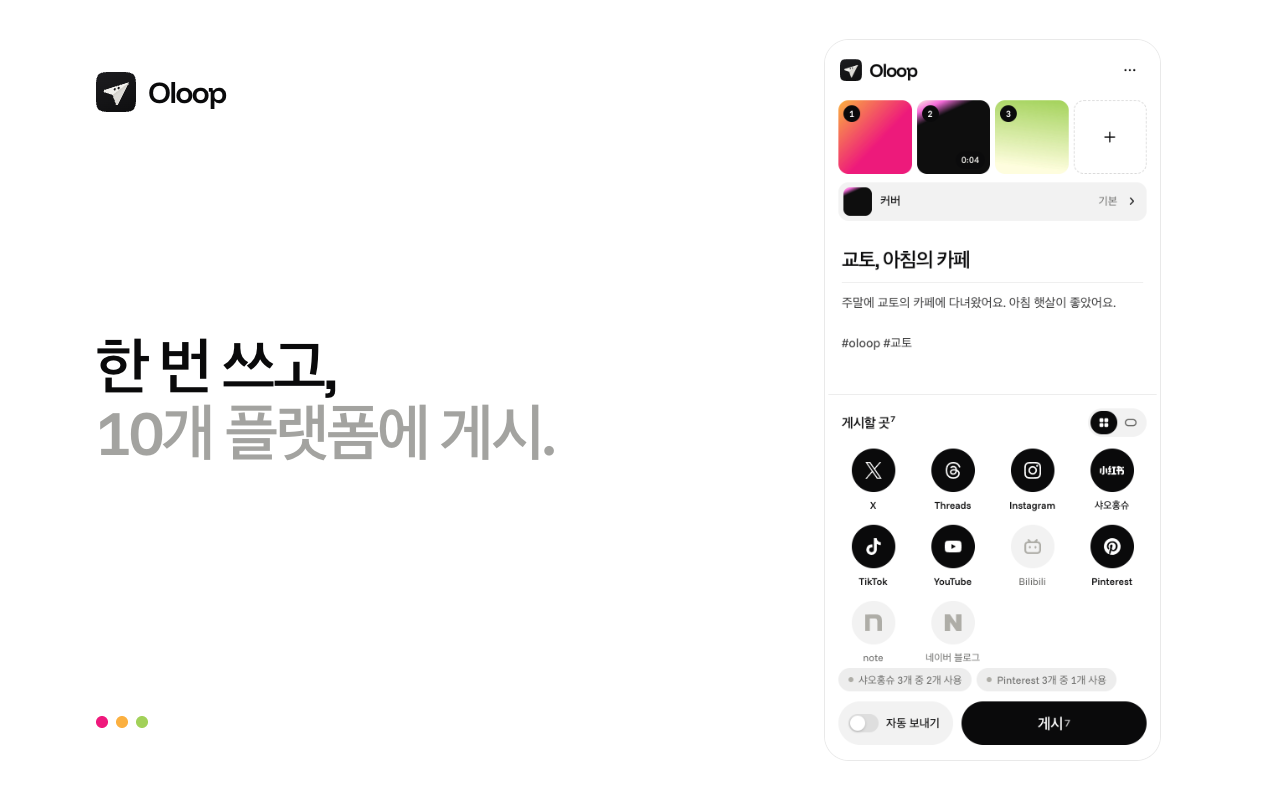 Oloop
한 번 쓰고,
10개 플랫폼에 게시.
Oloop
1
2
3
0:04
커버
기본
교토, 아침의 카페
주말에 교토의 카페에 다녀왔어요. 아침 햇살이 좋았어요.
#oloop #교토
게시할 곳 7
小红书
X
Threads
Instagram
샤오홍슈
TikTok
YouTube
Bilibili
Pinterest
note
네이버 블로그
샤오홍슈 3개 중 2개 사용
Pinterest 3개 중 1개 사용
자동 보내기
게시 7